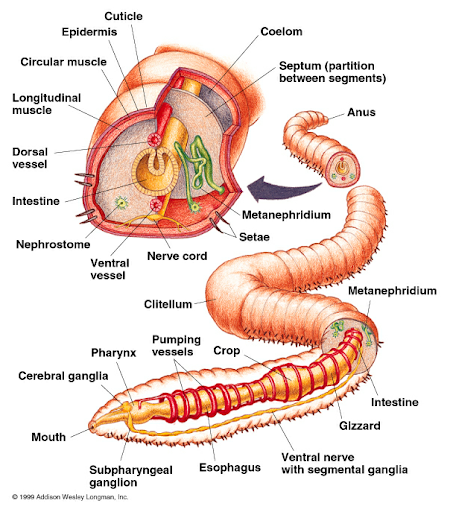 Cuticle
Epidermis
Coelom
Circular muscle
Septum (partition
between segments)
Longitudinal
muscle
Anus
Dorsal
vessel
Intestine
Metanephridium
Setae
Nephrostome
Nerve cord
Ventral
vessel
Metanephridium
Clitellum
Pumping
vessels
Pharynx
Crop
Cerebral ganglia
Intestine
Gizzard
Mouth
Ventral nerve
with segmental ganglia
Esophagus
Subpharyngeal
ganglion
© 1999 Addison Wesley Longman, Inc.